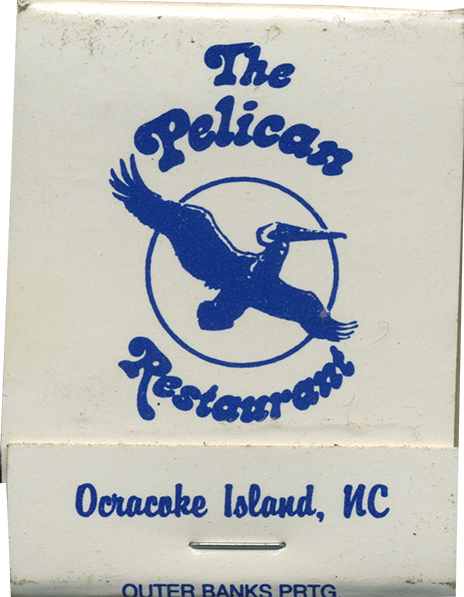 The
Pelican
Restaurant
Ocracoke Island, NC
OUTER BANKS PRTG